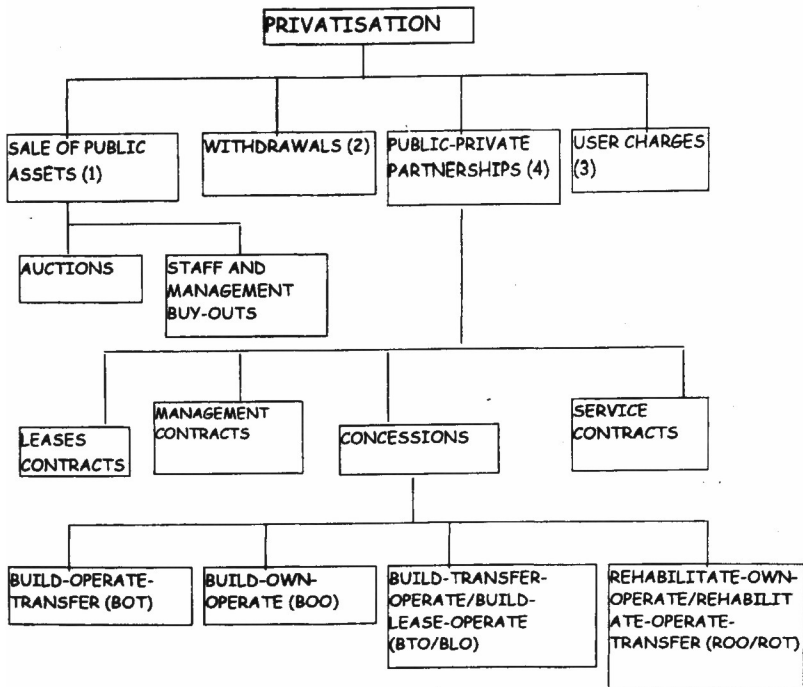 PRIVATISATION
SALE OF PUBLIC
ASSETS (1)
WITHDRAWALS (2)
PUBLIC-PRIVATE
PARTNERSHIPS (4)
USER CHARGES
(3)
AUCTIONS
STAFF AND
MANAGEMENT
BUY-OUTS
LEASES
CONTRACTS
MANAGEMENT
CONTRACTS
CONCESSIONS
SERVICE
CONTRACTS
BUILD-OPERATE-
TRANSFER (BOT)
BUILD-OWN-
OPERATE (BOO)
BUILD-TRANSFER-
OPERATE/BUILD-
LEASE-OPERATE
(BTO/BLO)
REHABILITATE-OWN-
OPERATE/REHABILIT
ATE-OPERATE-
TRANSFER (ROO/ROT)